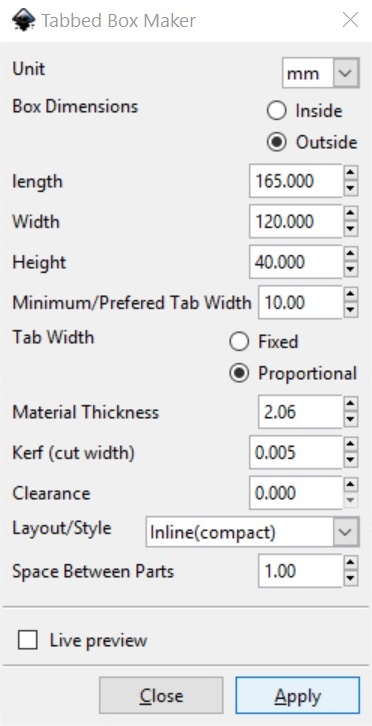 Tabbed Box Maker
Unit mm
Box Dimensions Inside
Outside
length 165.000
Width 120.000
Height 40.000
Minimum/Prefered Tab Width 10.00
Tab Width Fixed
Proportional
Material Thickness 2.06
Kerf (cut width) 0.005
Clearance 0.000
Layout/Style Inline(compact)
Space Between Parts 1.00
Live preview
Close Apply